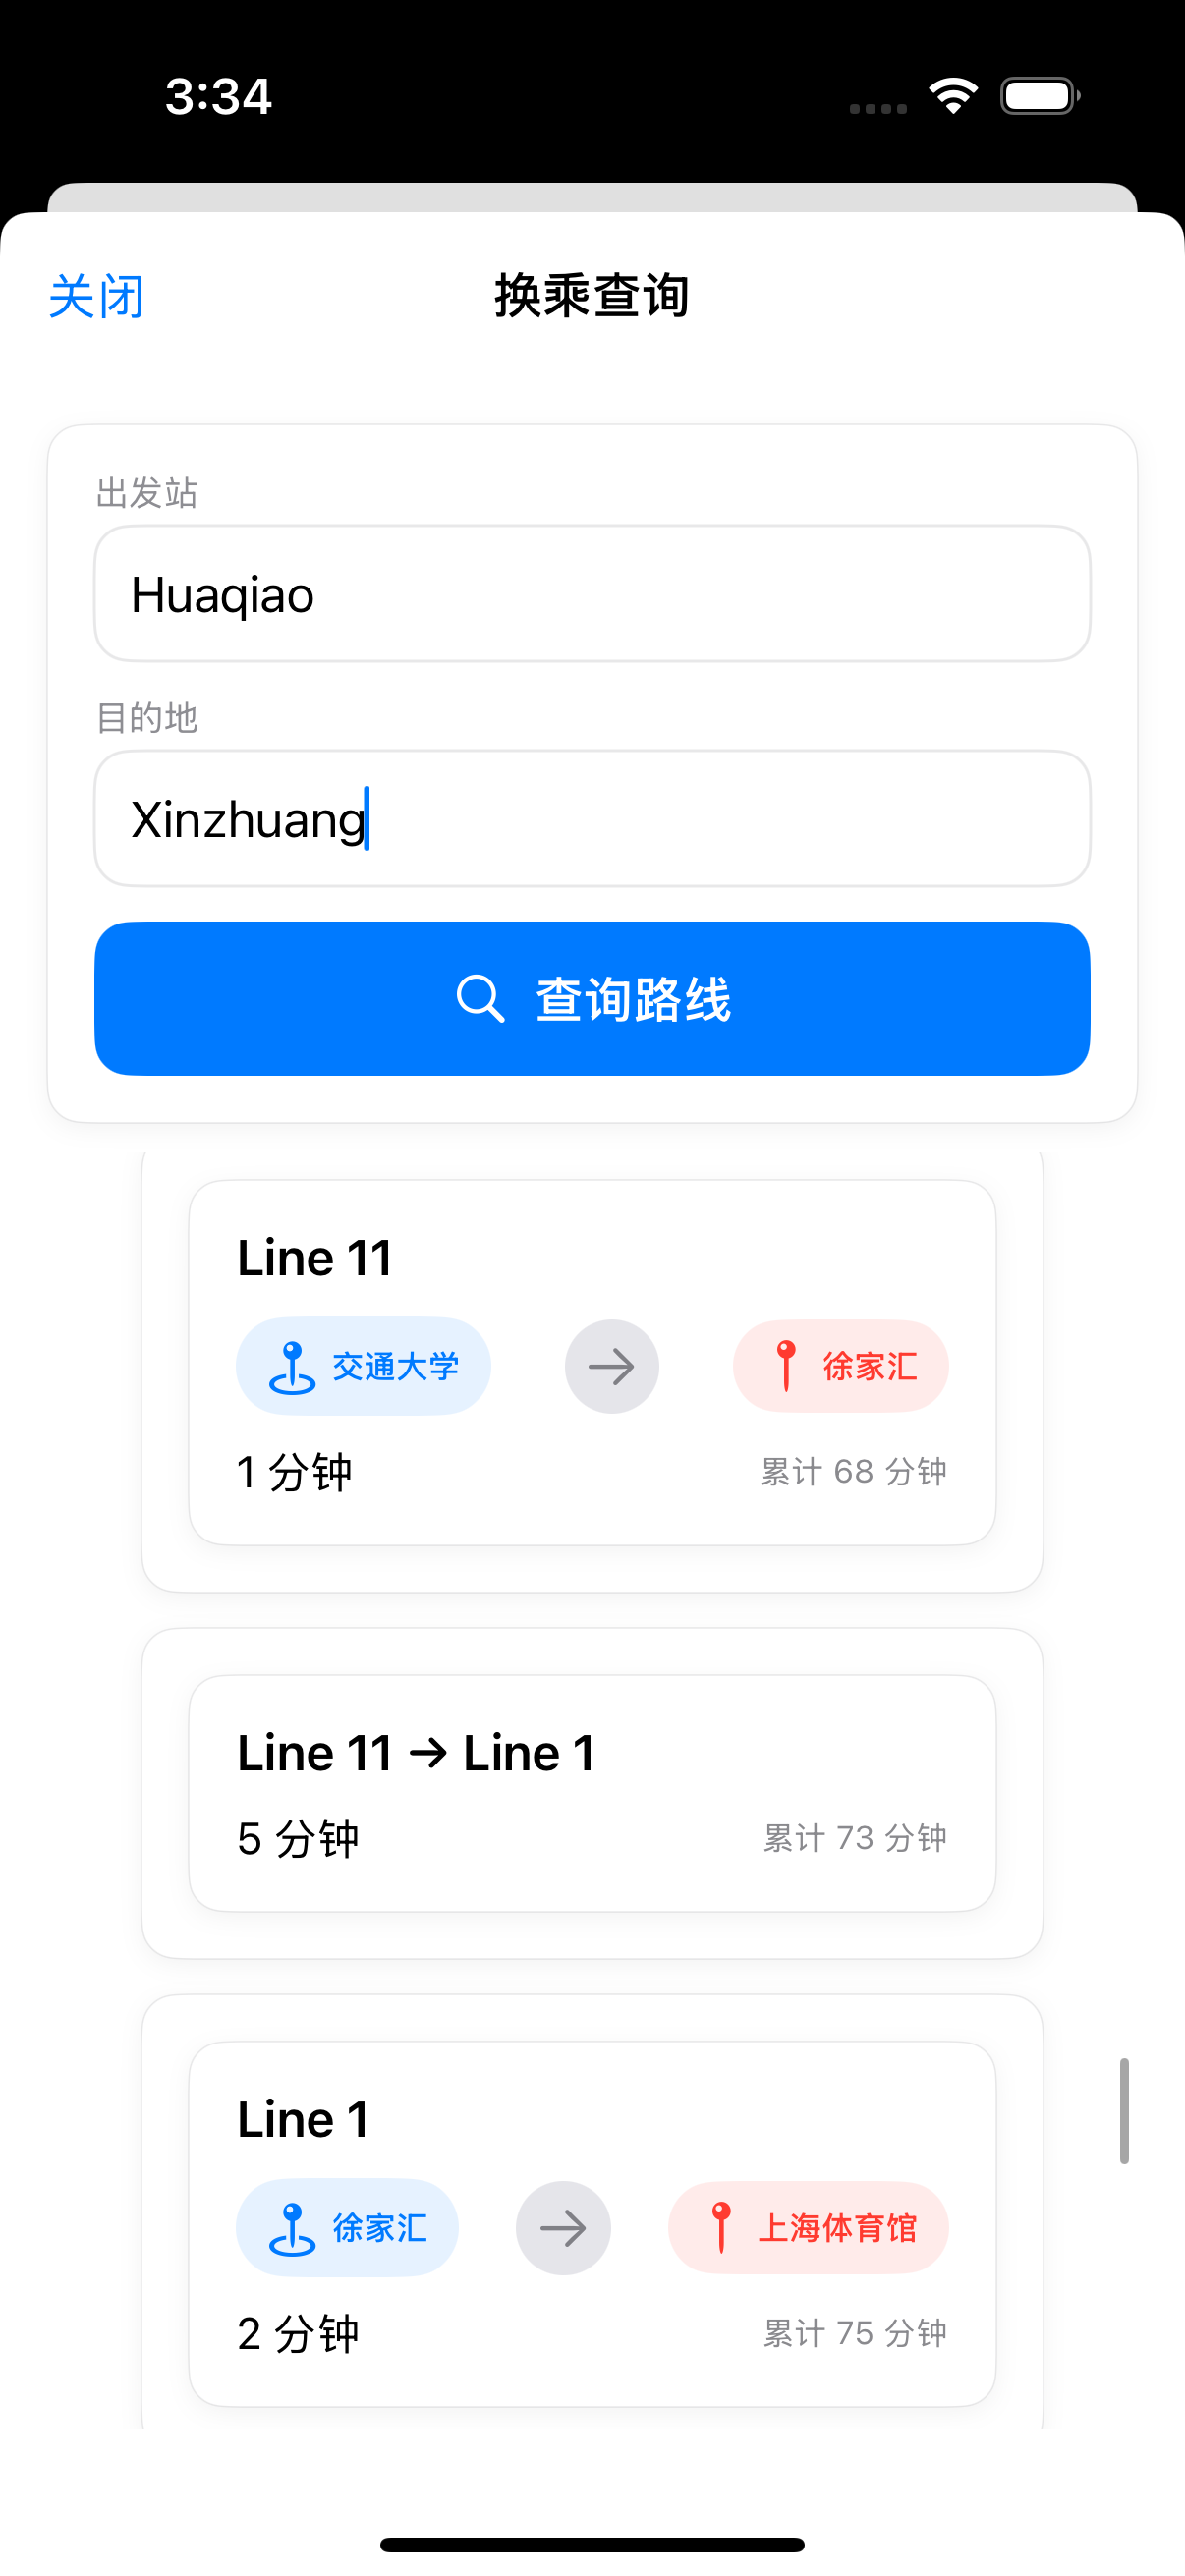 3:34
关闭 换乘查询
出发站
Huaqiao
目的地
Xinzhuang
查询路线
Line 11
交通大学 徐家汇
1 分钟 累计 68 分钟
Line 11 → Line 1
5 分钟 累计 73 分钟
Line 1
徐家汇 上海体育馆
2 分钟 累计 75 分钟